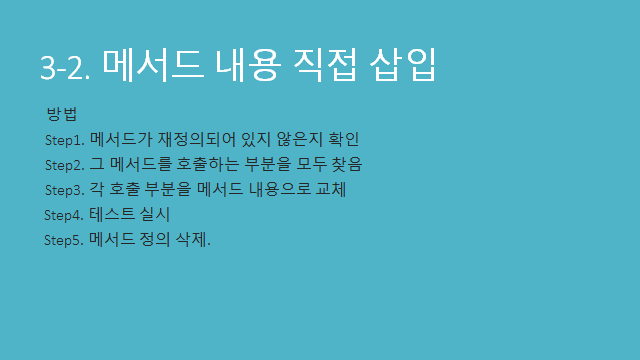 3-2. 메서드 내용 직접 삽입
방법
Step1. 메서드가 재정의되어 있지 않은지 확인
Step2. 그 메서드를 호출하는 부분을 모두 찾음
Step3. 각 호출 부분을 메서드 내용으로 교체
Step4. 테스트 실시
Step5. 메서드 정의 삭제.